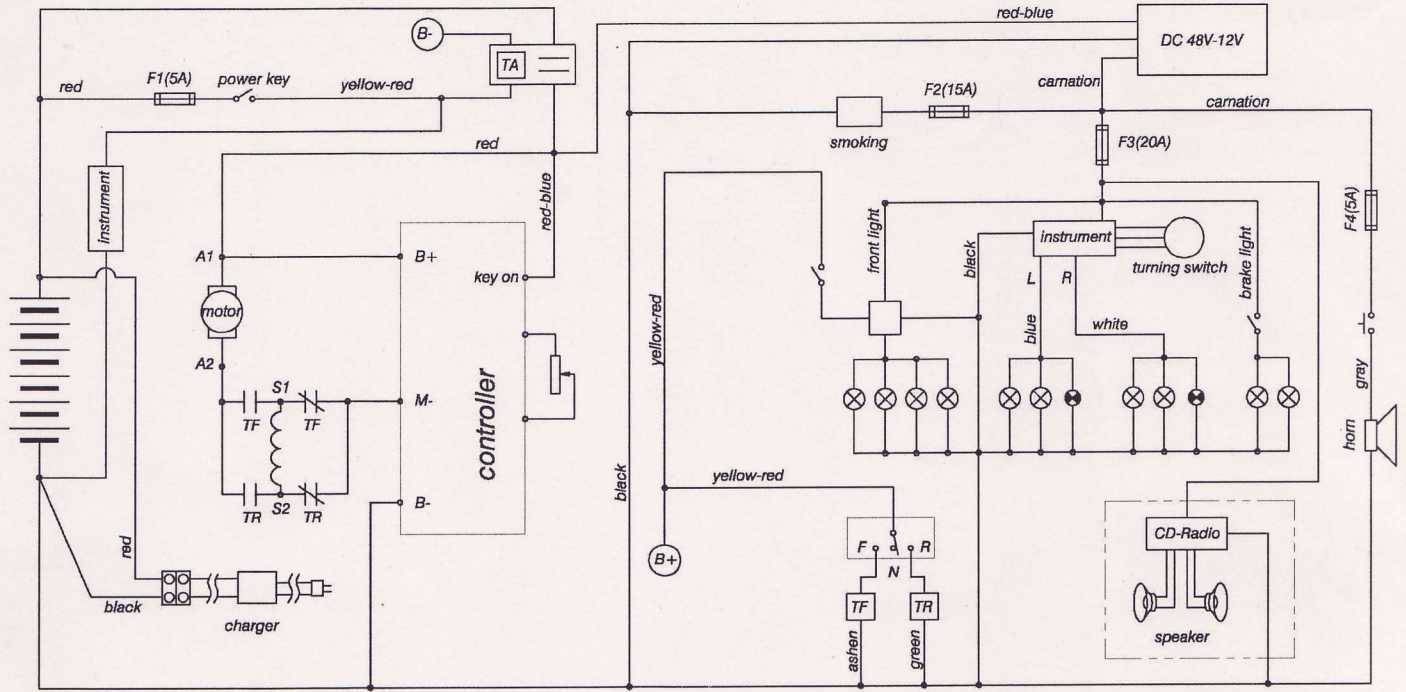 red-blue
B-
DC 48V-12V
TA
F1(5A)
power key
red
yellow-red
carnation
F2(15A)
carnation
smoking
F3(20A)
red
instrument
red-blue
front light
black
instrument
turning switch
F4(5A)
A1
B+
key on
L
R
brake light
motor
yellow-red
blue
white
A2
gray
S1
M-
TF
TF
controller
horn
S2
TR
TR
B-
black
yellow-red
red
B+
F
R
N
CD-Radio
black
TF
TR
charger
ashen
green
speaker